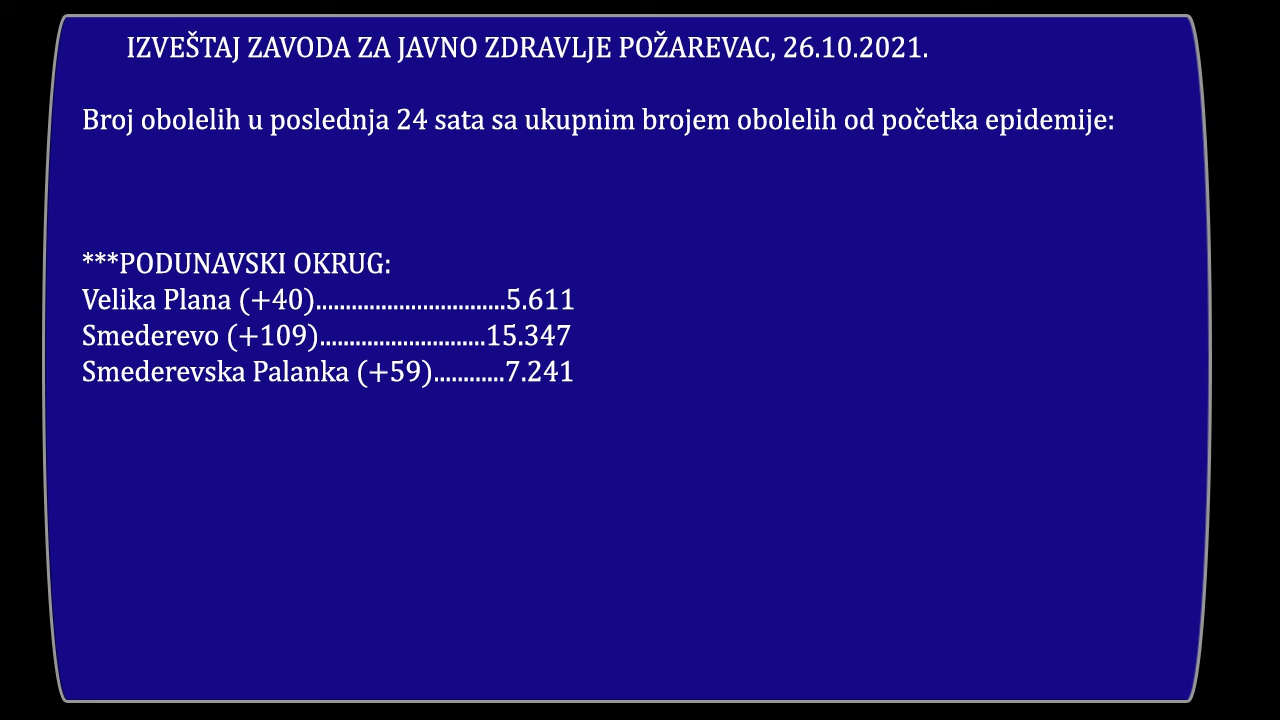 IZVEŠTAJ ZAVODA ZA JAVNO ZDRAVLJE POŽAREVAC, 26.10.2021.
Broj obolelih u poslednja 24 sata sa ukupnim brojem obolelih od početka epidemije:
***PODUNAVSKI OKRUG:
Velika Plana (+40)................................5.611
Smederevo (+109)............................15.347
Smederevska Palanka (+59)............7.241